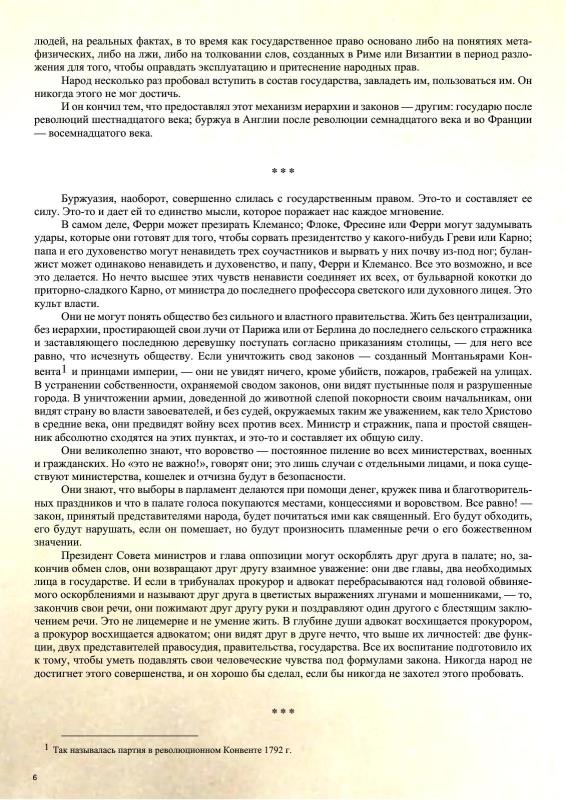 людей, на реальных фактах, в то время как государственное право основано либо на понятиях мета-
физических, либо на лжи, либо на толковании слов, созданных в Риме или Византии в период разло-
жения для того, чтобы оправдать эксплуатацию и притеснение народных прав.
Народ несколько раз пробовал вступить в состав государства, завладеть им, пользоваться им. Он
никогда этого не мог достичь.
И он кончил тем, что предоставлял этот механизм иерархии и законов — другим: государю после
революций шестнадцатого века; буржуа в Англии после революции семнадцатого века и во Франции
— восемнадцатого века.
* * *
Буржуазия, наоборот, совершенно слилась с государственным правом. Это-то и составляет ее
силу. Это-то и дает ей то единство мысли, которое поражает нас каждое мгновение.
В самом деле, Ферри может презирать Клемансо; Флоке, Фресине или Ферри могут задумывать
удары, которые они готовят для того, чтобы сорвать президентство у какого-нибудь Греви или Карно;
папа и его духовенство могут ненавидеть трех соучастников и вырвать у них почву из-под ног; булан-
жист может одинаково ненавидеть и духовенство, и папу, Ферри и Клемансо. Все это возможно, и все
это делается. Но нечто высшее этих чувств ненависти соединяет их всех, от бульварной кокотки до
приторно-сладкого Карно, от министра до последнего профессора светского или духовного лицея. Это
культ власти.
Они не могут понять общество без сильного и властного правительства. Жить без централизации,
без иерархии, простирающей свои лучи от Парижа или от Берлина до последнего сельского стражника
и заставляющего последнюю деревушку поступать согласно приказаниям столицы, — для него все
равно, что исчезнуть обществу. Если уничтожить свод законов — созданный Монтаньярами Кон-
вента1 и принцами империи, — они не увидят ничего, кроме убийств, пожаров, грабежей на улицах.
В устранении собственности, охраняемой сводом законов, они видят пустынные поля и разрушенные
города. В уничтожении армии, доведенной до животной слепой покорности своим начальникам, они
видят страну во власти завоевателей, и без судей, окружаемых таким же уважением, как тело Христово
в средние века, они предвидят войну всех против всех. Министр и стражник, папа и простой священ-
ник абсолютно сходятся на этих пунктах, и это-то и составляет их общую силу.
Они великолепно знают, что воровство — постоянное пиление во всех министерствах, военных
и гражданских. Но «это не важно!», говорят они; это лишь случаи с отдельными лицами, и пока суще-
ствуют министерства, кошелек и отчизна будут в безопасности.
Они знают, что выборы в парламент делаются при помощи денег, кружек пива и благотворитель-
ных праздников и что в палате голоса покупаются местами, концессиями и воровством. Все равно! —
закон, принятый представителями народа, будет почитаться ими как священный. Его будут обходить,
его будут нарушать, если он помешает, но будут произносить пламенные речи о его божественном
значении.
Президент Совета министров и глава оппозиции могут оскорблять друг друга в палате; но, за-
кончив обмен слов, они возвращают друг другу взаимное уважение: они две главы, два необходимых
лица в государстве. И если в трибуналах прокурор и адвокат перебрасываются над головой обвиняе-
мого оскорблениями и называют друг друга в цветистых выражениях лгунами и мошенниками, — то,
закончив свои речи, они пожимают друг другу руки и поздравляют один другого с блестящим заклю-
чением речи. Это не лицемерие и не умение жить. В глубине души адвокат восхищается прокурором,
а прокурор восхищается адвокатом; они видят друг в друге нечто, что выше их личностей: две функ-
ции, двух представителей правосудия, правительства, государства. Все их воспитание подготовило их
к тому, чтобы уметь подавлять свои человеческие чувства под формулами закона. Никогда народ не
достигнет этого совершенства, и он хорошо бы сделал, если бы никогда не захотел этого пробовать.
* * *
1 Так называлась партия в революционном Конвенте 1792 г.
6